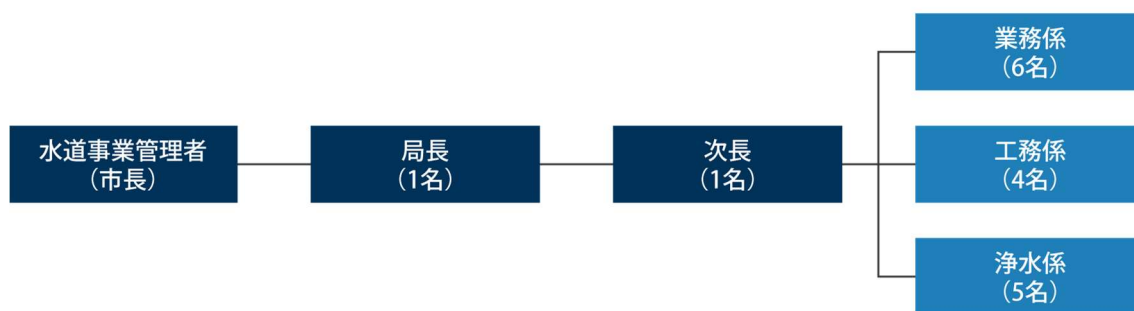 水道事業管理者
（市長）
局長
（1名）
次長
（1名）
業務係
（6名）
工務係
（4名）
浄水係
（5名）